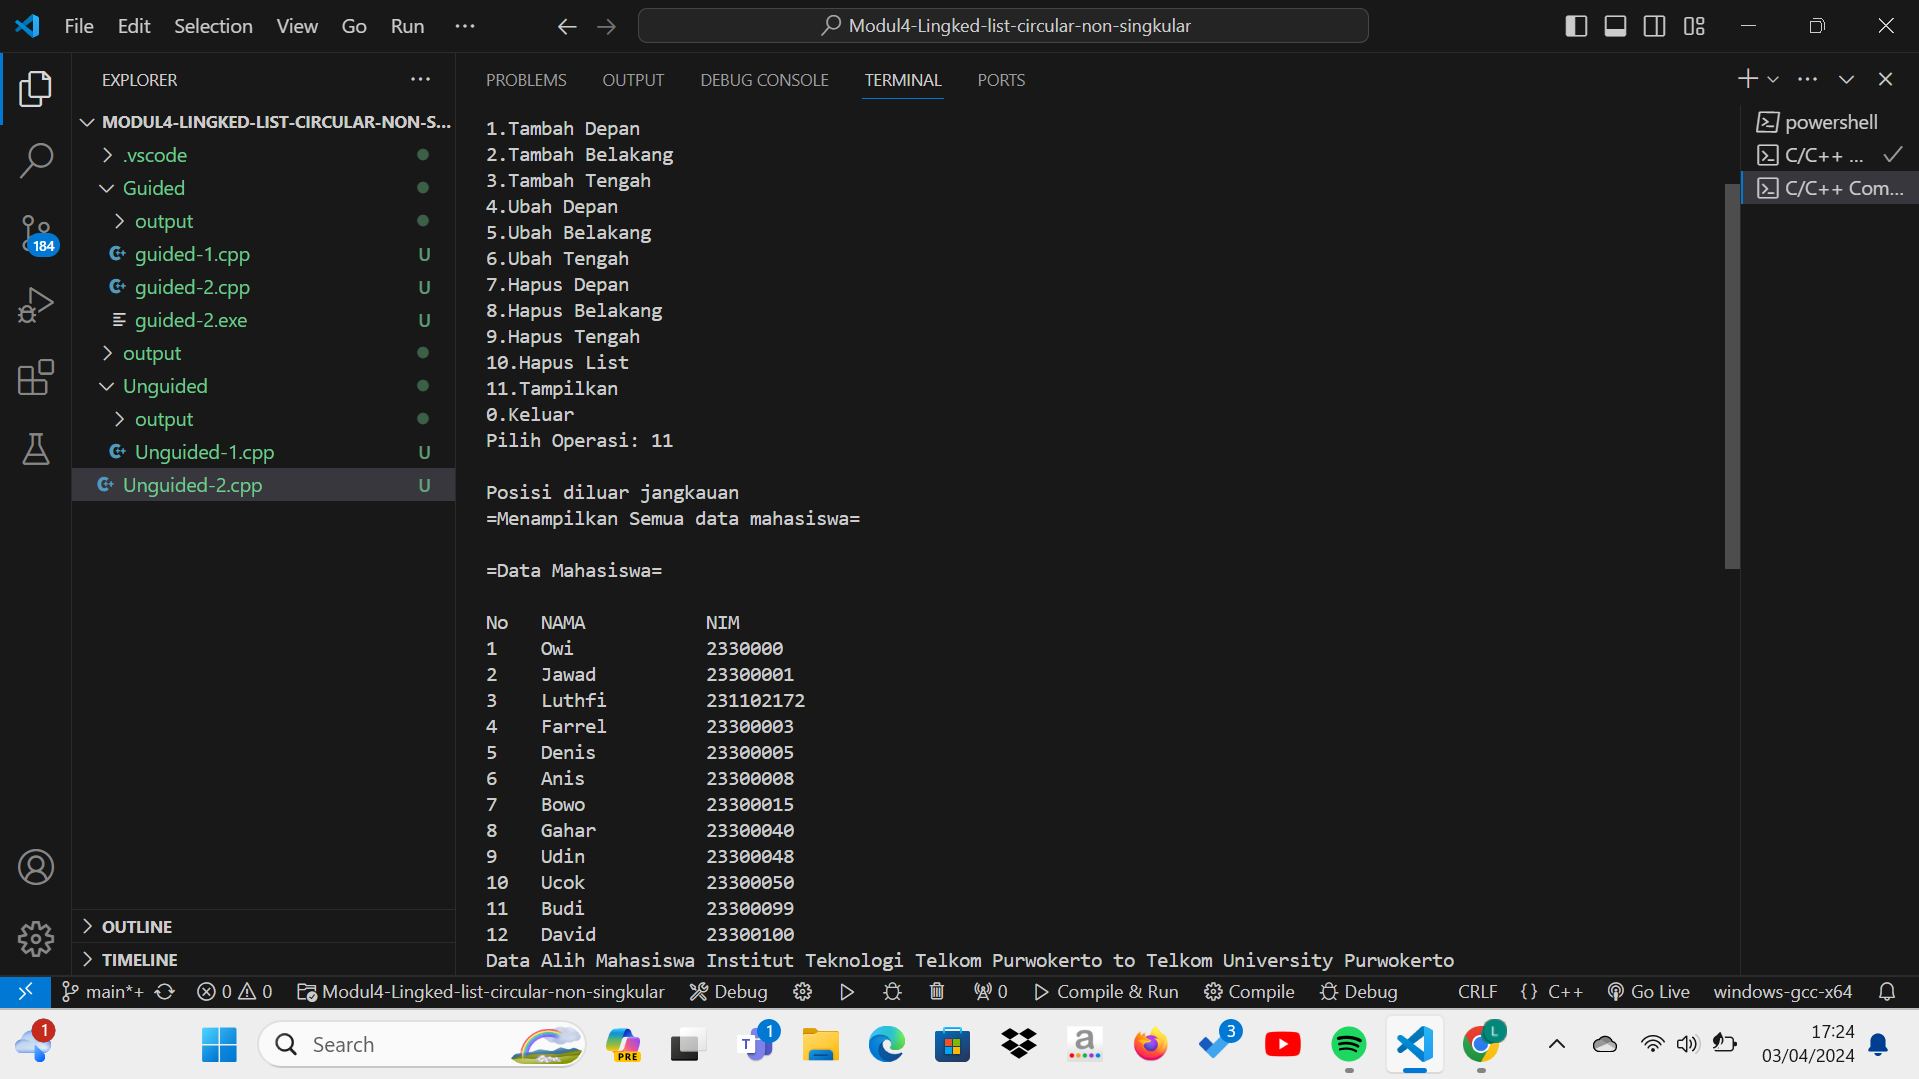 File Edit Selection View Go Run ···
Modul4-Lingked-list-circular-non-singkular
EXPLORER
MODUL4-LINGKED-LIST-CIRCULAR-NON-S...
.vscode
Guided
output
guided-1.cpp U
guided-2.cpp U
guided-2.exe U
output
Unguided
output
Unguided-1.cpp U
Unguided-2.cpp U
184
OUTLINE
TIMELINE
PROBLEMS OUTPUT DEBUG CONSOLE TERMINAL PORTS
1.Tambah Depan
2.Tambah Belakang
3.Tambah Tengah
4.Ubah Depan
5.Ubah Belakang
6.Ubah Tengah
7.Hapus Depan
8.Hapus Belakang
9.Hapus Tengah
10.Hapus List
11.Tampilkan
0.Keluar
Pilih Operasi: 11
Posisi diluar jangkauan
=Menampilkan Semua data mahasiswa=
=Data Mahasiswa=
No NAMA NIM
1 Owi 2330000
2 Jawad 23300001
3 Luthfi 231102172
4 Farrel 23300003
5 Denis 23300005
6 Anis 23300008
7 Bowo 23300015
8 Gahar 23300040
9 Udin 23300048
10 Ucok 23300050
11 Budi 23300099
12 David 23300100
Data Alih Mahasiswa Institut Teknologi Telkom Purwokerto to Telkom University Purwokerto
powershell
C/C++ ...
C/C++ Com...
main*+ 0 0 Modul4-Lingked-list-circular-non-singkular Debug 0 Compile & Run Compile Debug CRLF {} C++ Go Live windows-gcc-x64
1 Search PRE T 1 a 3 L 17:24
03/04/2024